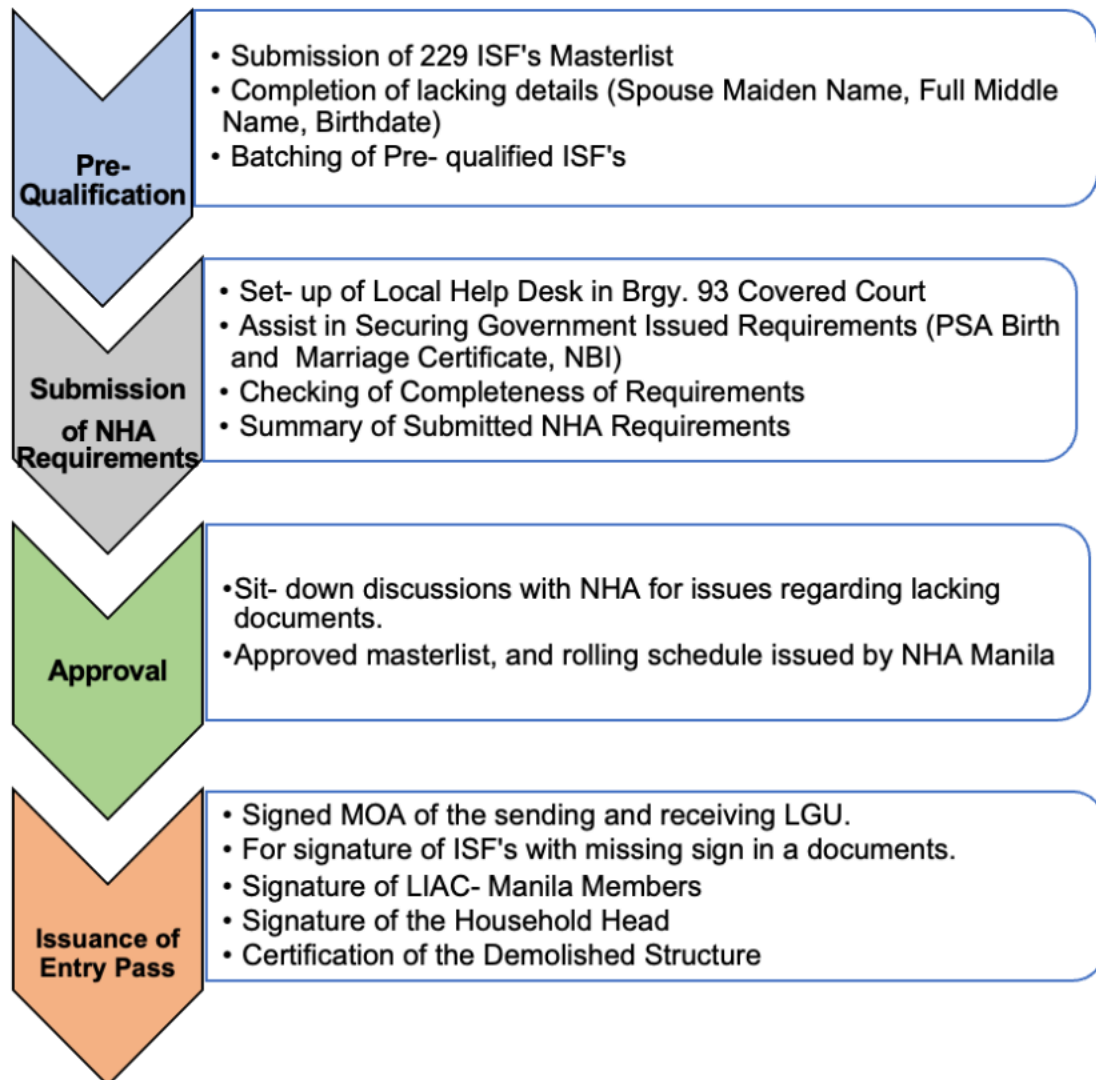 Pre-
Qualification
• Submission of 229 ISF's Masterlist
• Completion of lacking details (Spouse Maiden Name, Full Middle
Name, Birthdate)
• Batching of Pre- qualified ISF's
Submission
of NHA
Requirements
• Set- up of Local Help Desk in Brgy. 93 Covered Court
• Assist in Securing Government Issued Requirements (PSA Birth
and Marriage Certificate, NBI)
• Checking of Completeness of Requirements
• Summary of Submitted NHA Requirements
Approval
•Sit- down discussions with NHA for issues regarding lacking
documents.
•Approved masterlist, and rolling schedule issued by NHA Manila
Issuance of
Entry Pass
• Signed MOA of the sending and receiving LGU.
• For signature of ISF's with missing sign in a documents.
• Signature of LIAC- Manila Members
• Signature of the Household Head
• Certification of the Demolished Structure